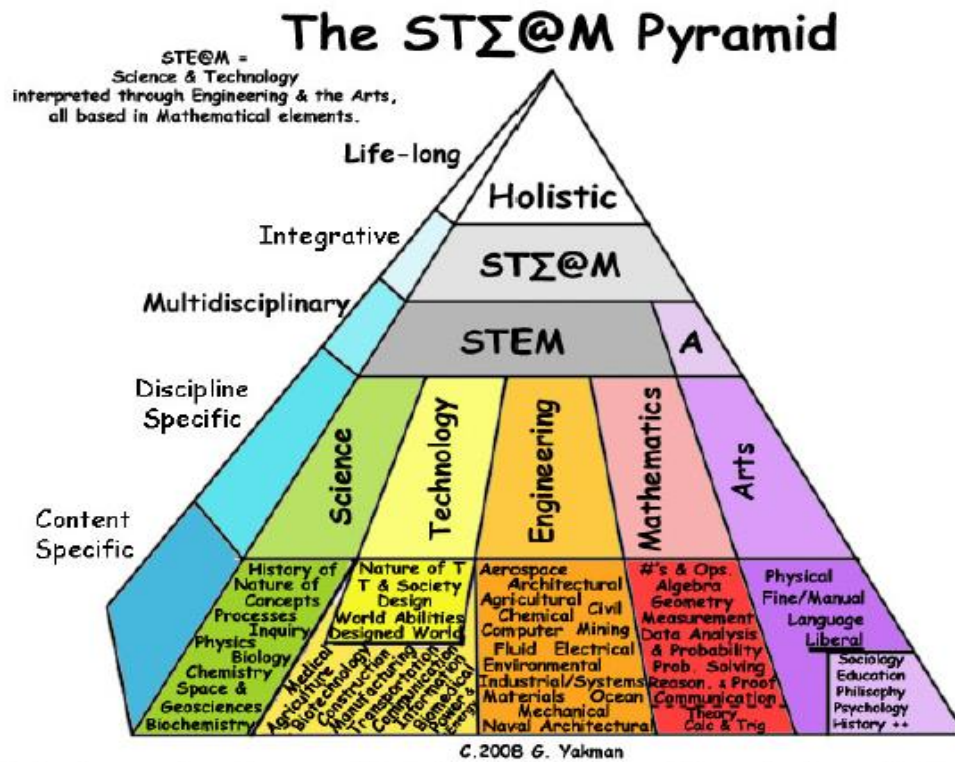 The STΣ@M Pyramid
STE@M =
Science & Technology
interpreted through Engineering & the Arts,
all based in Mathematical elements.
Life-long
Holistic
Integrative
STΣ@M
Multidisciplinary
STEM
A
Discipline
Specific
Science
Technology
Engineering
Mathematics
Arts
Content
Specific
History of
Nature of
Concepts
Processes
Inquiry
Physics
Biology
Chemistry
Space &
Geosciences
Biochemistry
Nature of T
T & Society
Design
World Abilities
Designed World
Medical
Agriculture
Biotechnology
Construction
Manufacturing
Transportation
Communication
Information
Biomedical
Power &
Energy
Aerospace
Architectural
Agricultural
Chemical Civil
Computer Mining
Fluid Electrical
Environmental
Industrial/Systems
Materials Ocean
Mechanical
Naval Architectural
#'s & Ops.
Algebra
Geometry
Measurement
Data Analysis
& Probability
Prob. Solving
Reason. & Proof
Communication
Theory
Calc & Trig
Physical
Fine/Manual
Language
Liberal
Sociology
Education
Philisophy
Psychology
History ++
C.2008 G. Yakman